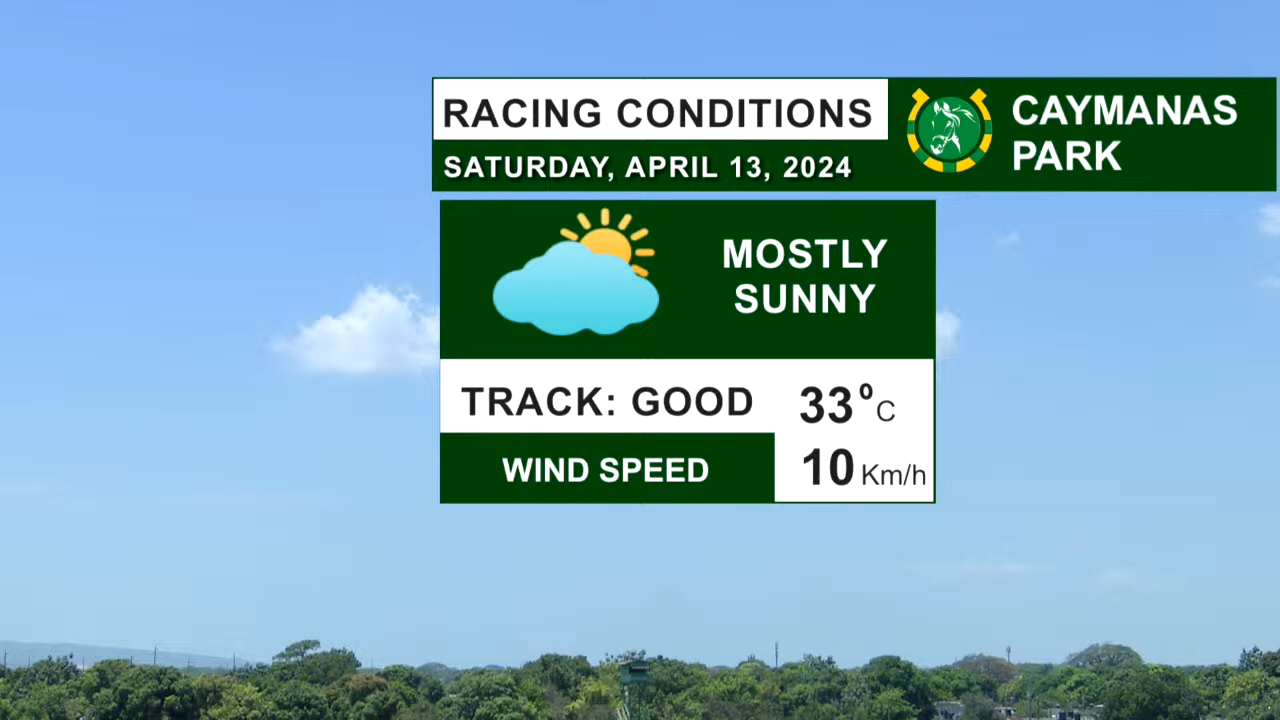 RACING CONDITIONS
SATURDAY, APRIL 13, 2024
CAYMANAS
PARK
MOSTLY
SUNNY
TRACK: GOOD
33°C
WIND SPEED
10 Km/h